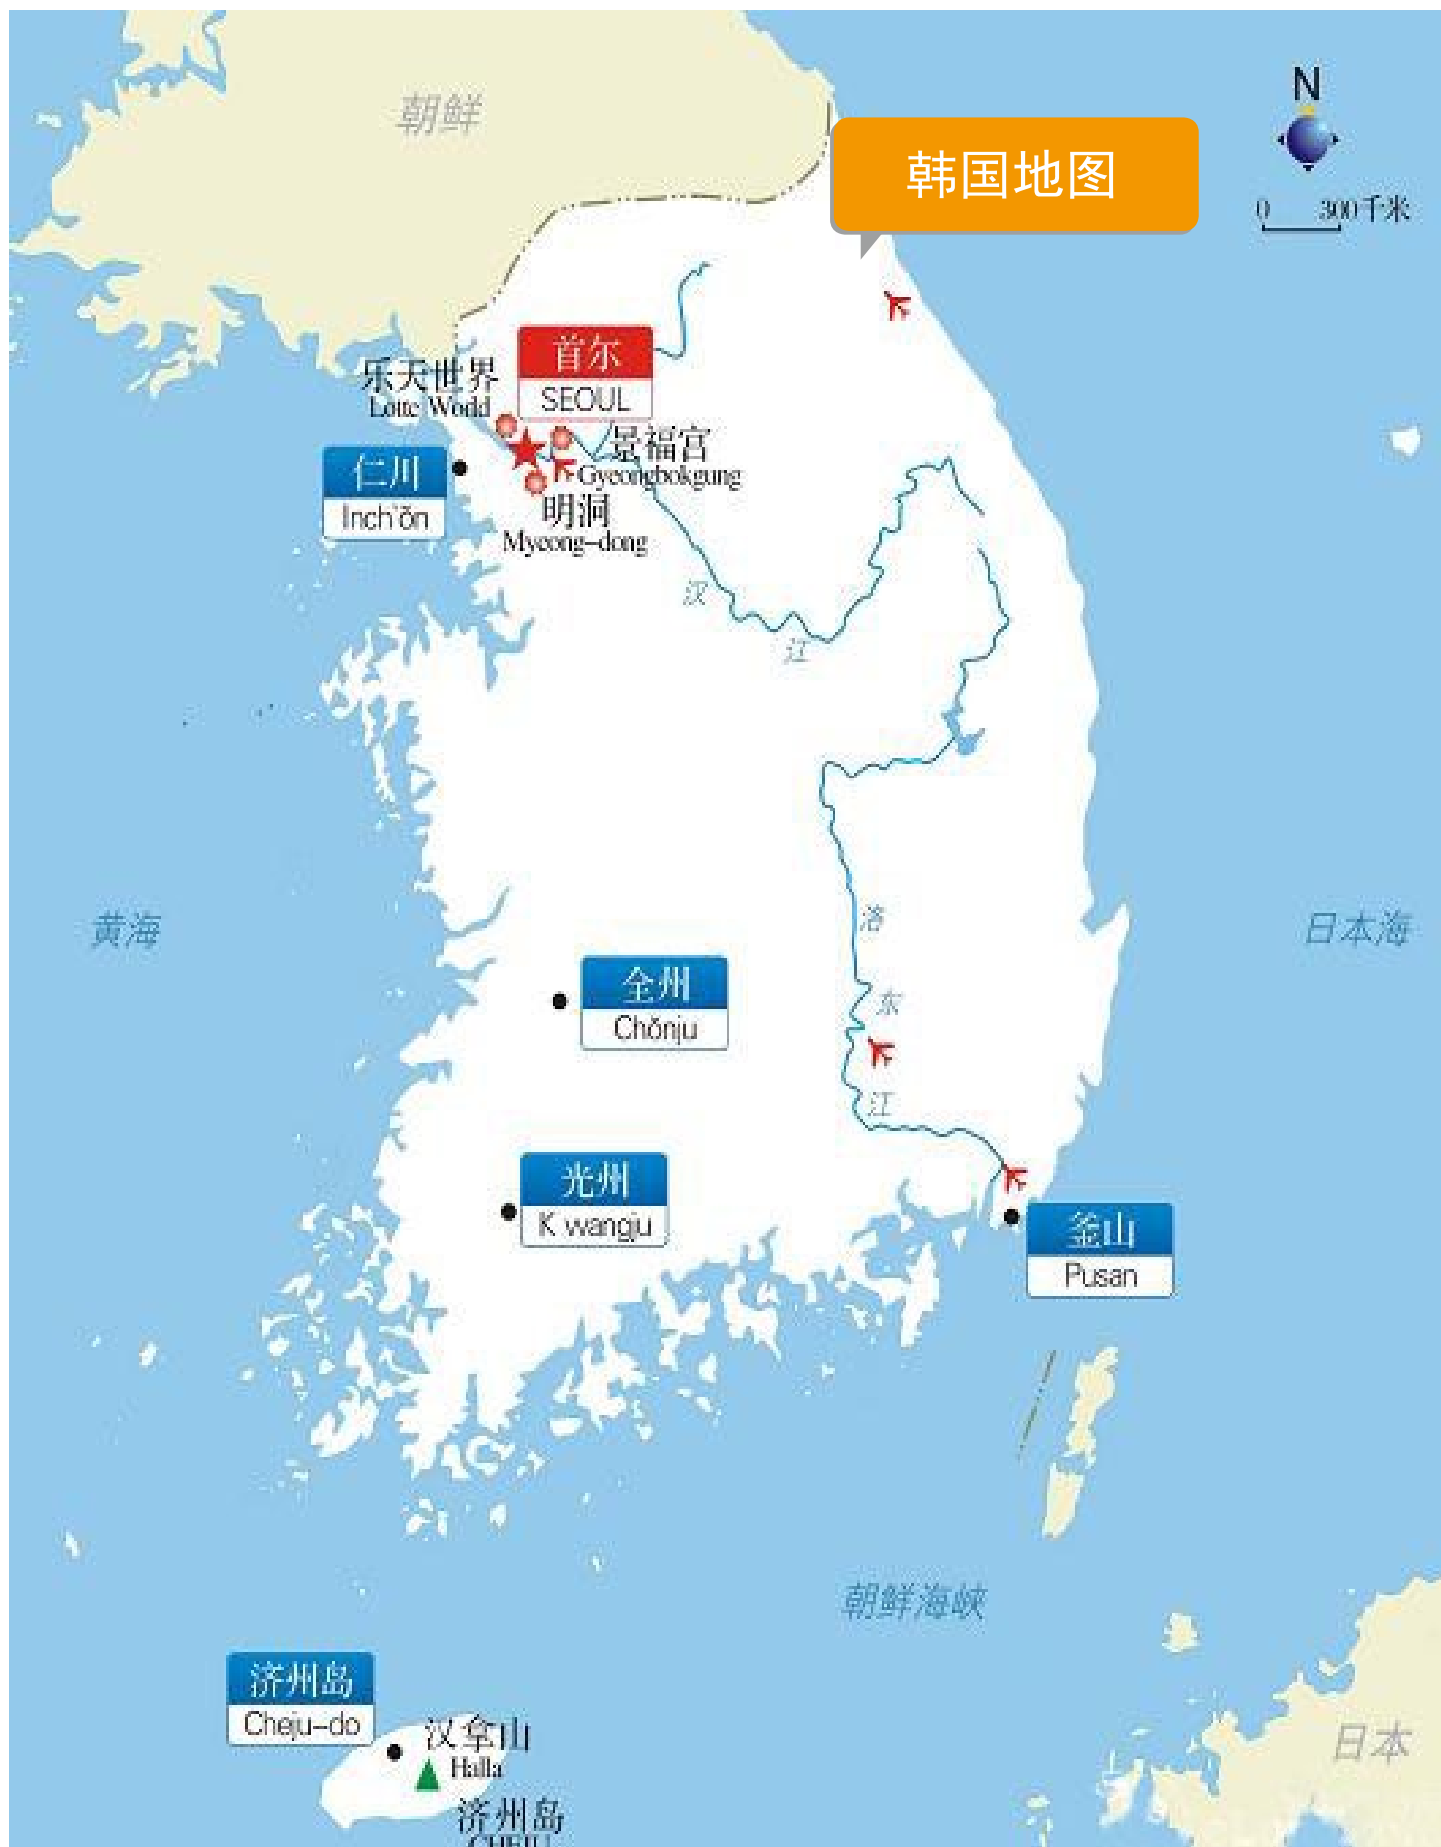 朝鲜
N
韩国地图
0 300千米
首尔
SEOUL
乐天世界
Lotte World
景福宫
Gyeongbokgung
仁川
Inch'ŏn
明洞
Myeong-dong
汉江
黄海
日本海
洛东江
全州
Chŏnju
光州
K wangju
釜山
Pusan
朝鲜海峡
济州岛
Cheju-do
汉拿山
Halla
日本
济州岛
CHEJU